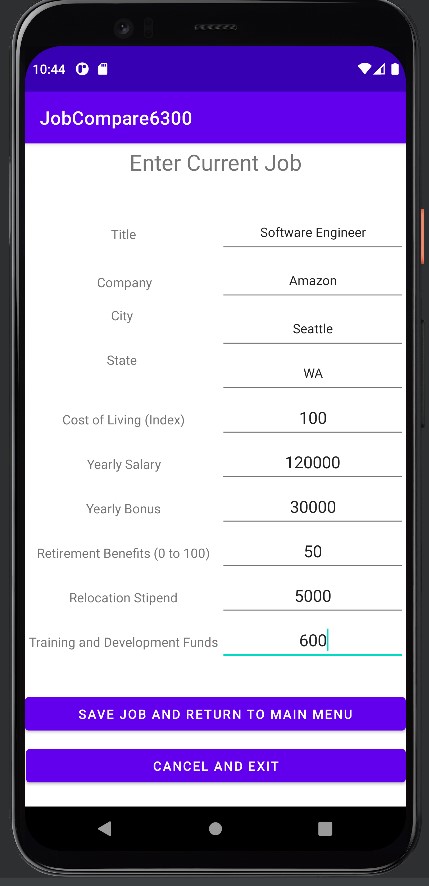 10:44
JobCompare6300
Enter Current Job
Title Software Engineer
Company Amazon
City Seattle
State WA
Cost of Living (Index) 100
Yearly Salary 120000
Yearly Bonus 30000
Retirement Benefits (0 to 100) 50
Relocation Stipend 5000
Training and Development Funds 600
SAVE JOB AND RETURN TO MAIN MENU
CANCEL AND EXIT